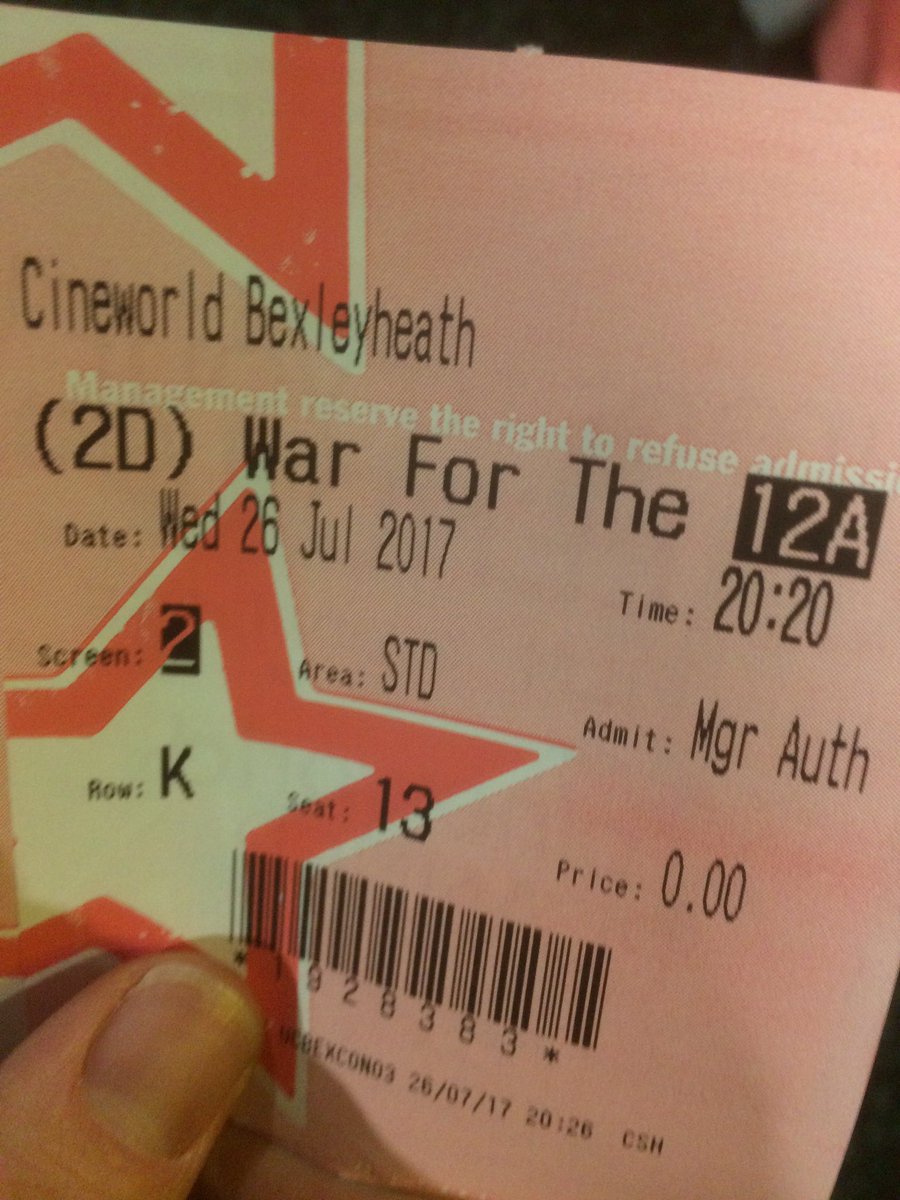 Cineworld Bexleyheath
Management reserve the right to refuse admissi
(2D) War For The 12A
Date: Wed 26 Jul 2017 Time: 20:20
Screen: 2 Area: STD Admit: Mgr Auth
Row: K Seat: 13 Price: 0.00
*1828383*
26/07/17 20:26 CSH